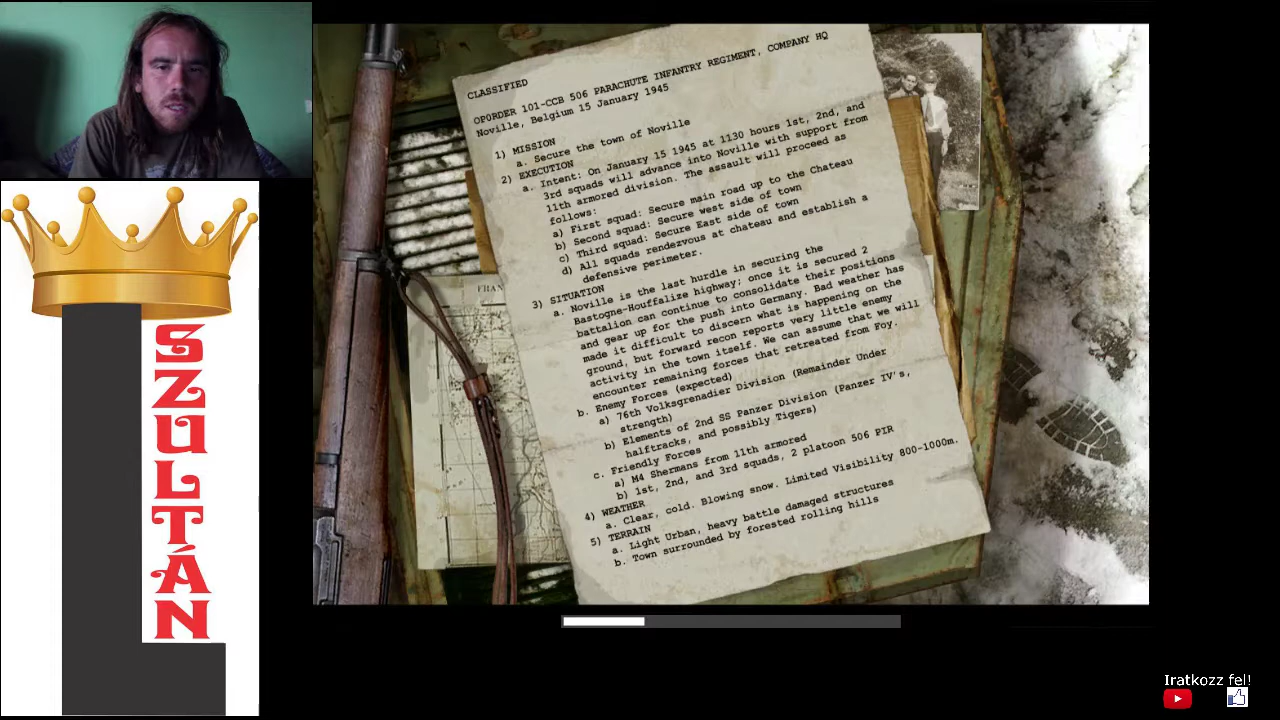 CLASSIFIED
OPORDER 101-CCB 506 PARACHUTE INFANTRY REGIMENT, COMPANY HQ
Noville, Belgium 15 January 1945
1) MISSION
a. Secure the town of Noville
2) EXECUTION
a. Intent: On January 15 1945 at 1130 hours 1st, 2nd, and
3rd squads will advance into Noville with support from
11th armored division. The assault will proceed as
follows:
a) First squad: Secure main road up to the Chateau
b) Second squad: Secure west side of town
c) Third squad: Secure East side of town
d) All squads rendezvous at chateau and establish a
defensive perimeter.
3) SITUATION
a. Noville is the last hurdle in securing the
Bastogne-Houffalize highway; once it is secured 2
battalion can continue to consolidate their positions
and gear up for the push into Germany. Bad weather has
made it difficult to discern what is happening on the
ground, but forward recon reports very little enemy
activity in the town itself. We can assume that we will
encounter remaining forces that retreated from Foy.
b. Enemy Forces (expected)
a) 76th Volksgrenadier Division (Remainder Under
strength)
b) Elements of 2nd SS Panzer Division (Panzer IV's,
halftracks, and possibly Tigers)
c. Friendly Forces
a) M4 Shermans from 11th armored
b) 1st, 2nd, and 3rd squads, 2 platoon 506 PIR
4) WEATHER
a. Clear, cold. Blowing snow. Limited Visibility 800-1000m.
5) TERRAIN
a. Light Urban, heavy battle damaged structures
b. Town surrounded by forested rolling hills
FRAN
L
SZULTÁN
Iratkozz fel!